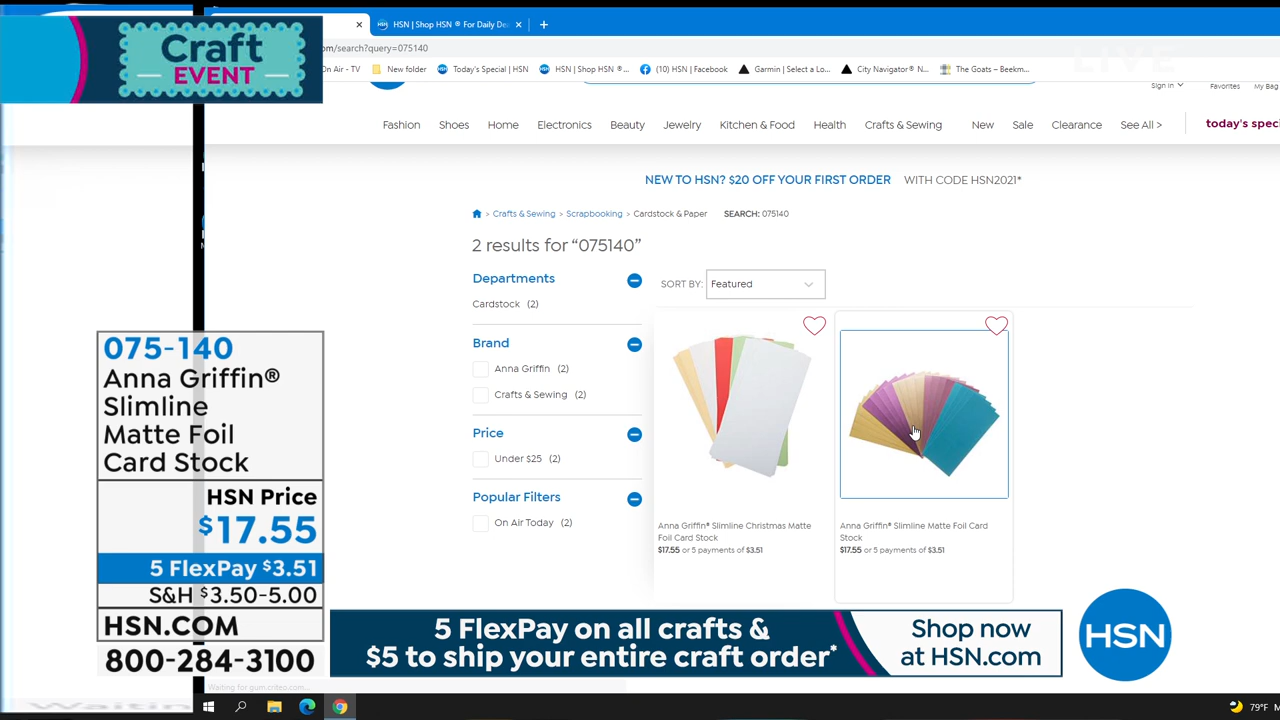 Craft
EVENT
HSN | Shop HSN ® For Daily De
om/search?query=075140
LIVE
On Air - TV
New folder
Today's Special | HSN
HSN | Shop HSN ®...
(10) HSN | Facebook
Garmin | Select a Lo...
City Navigator® N...
The Goats – Beekm...
Sign In
Favorites
My Bag
Fashion
Shoes
Home
Electronics
Beauty
Jewelry
Kitchen & Food
Health
Crafts & Sewing
New
Sale
Clearance
See All >
today's speci
NEW TO HSN? $20 OFF YOUR FIRST ORDER WITH CODE HSN2021*
> Crafts & Sewing > Scrapbooking > Cardstock & Paper SEARCH: 075140
2 results for “075140”
Departments
Cardstock (2)
Brand
Anna Griffin (2)
Crafts & Sewing (2)
Price
Under $25 (2)
Popular Filters
On Air Today (2)
SORT BY: Featured
Anna Griffin® Slimline Christmas Matte
Foil Card Stock
$17.55 or 5 payments of $3.51
Anna Griffin® Slimline Matte Foil Card
Stock
$17.55 or 5 payments of $3.51
075-140
Anna Griffin®
Slimline
Matte Foil
Card Stock
HSN Price
$17.55
5 FlexPay $3.51
S&H $3.50-5.00
HSN.COM
800-284-3100
5 FlexPay on all crafts &
$5 to ship your entire craft order*
Shop now
at HSN.com
HSN
Waiting for gum.criteo.com...
Waitin
79°F M